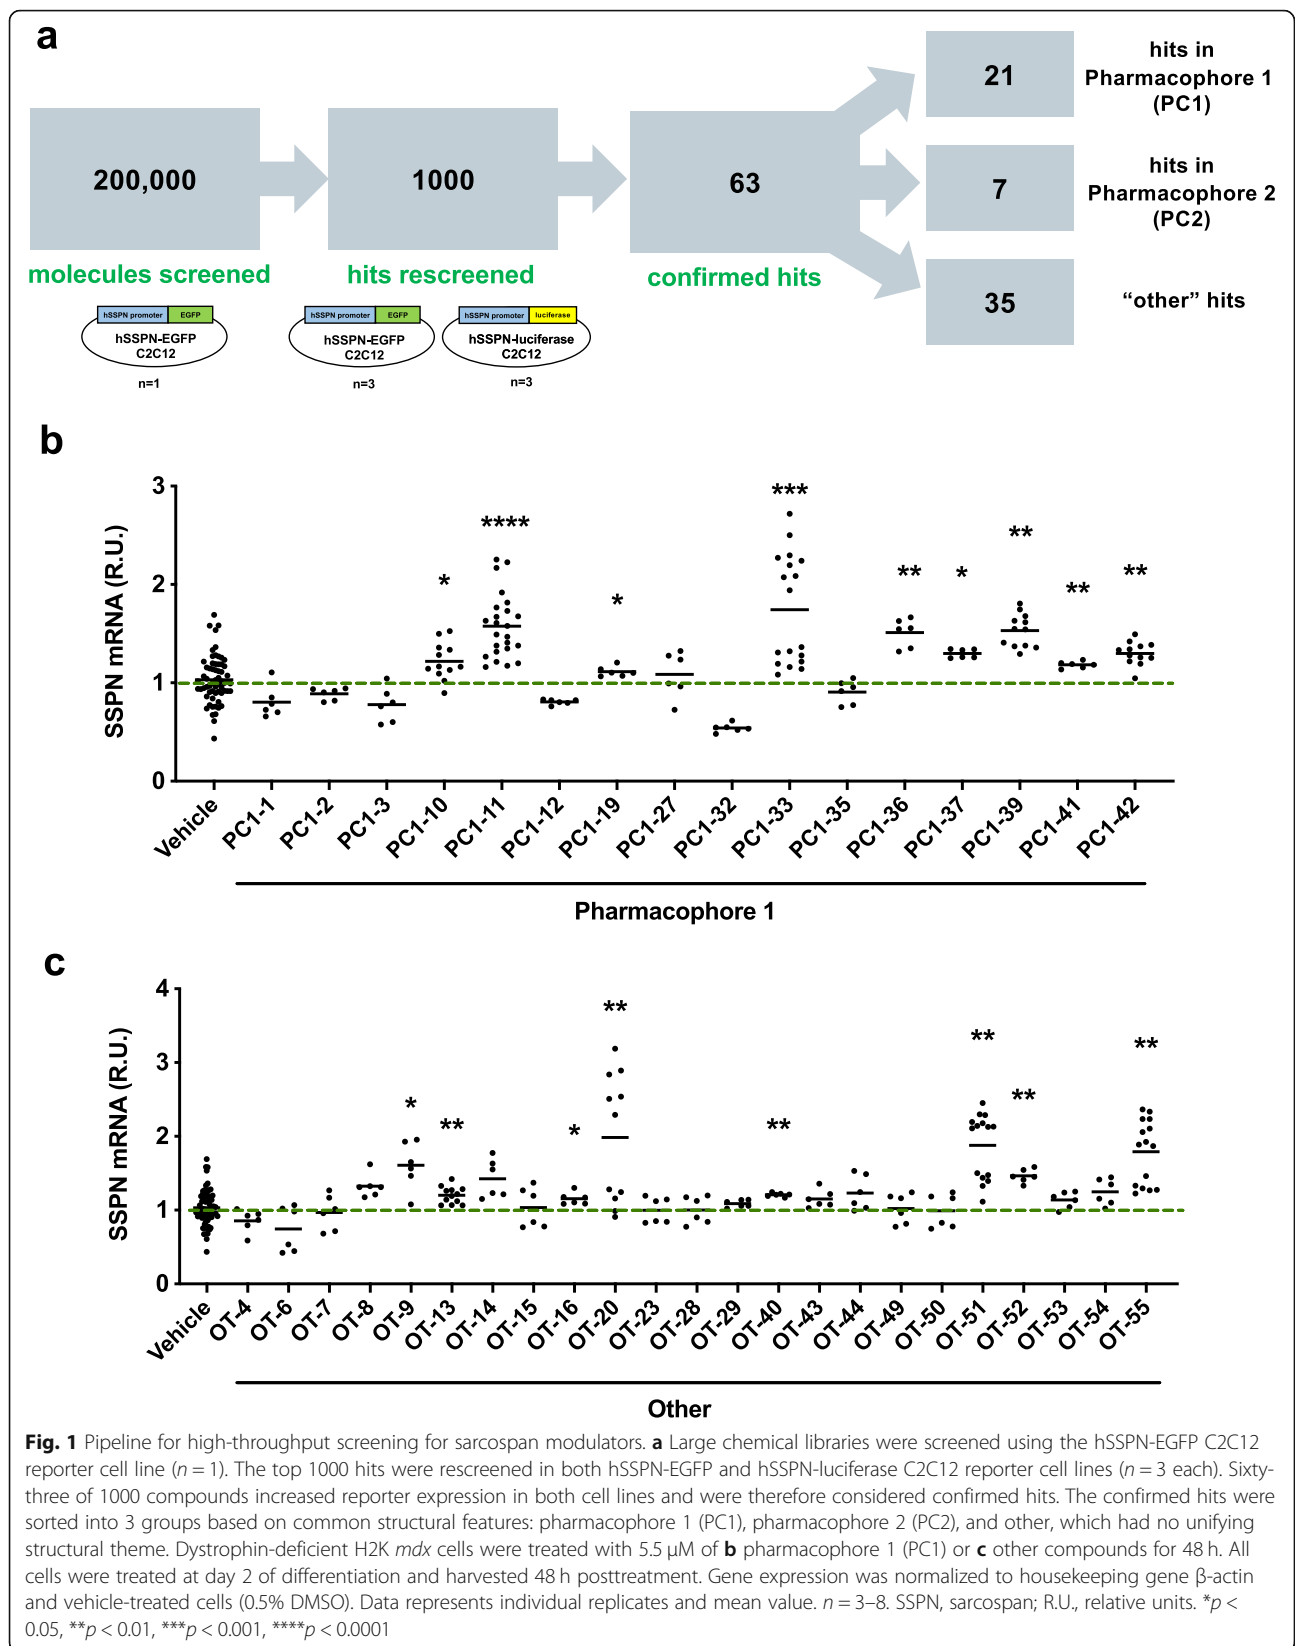 a
200,000
molecules screened
hSSPN promoter EGFP
hSSPN-EGFP
C2C12
n=1
1000
hits rescreened
hSSPN promoter EGFP
hSSPN-EGFP
C2C12
n=3
hSSPN promoter luciferase
hSSPN-luciferase
C2C12
n=3
63
confirmed hits
21
hits in
Pharmacophore 1
(PC1)
7
hits in
Pharmacophore 2
(PC2)
35
“other” hits
b
SSPN mRNA (R.U.)
3
2
1
0
*
****
*
***
**
*
**
**
**
Vehicle
PC1-1
PC1-2
PC1-3
PC1-10
PC1-11
PC1-12
PC1-19
PC1-27
PC1-32
PC1-33
PC1-35
PC1-36
PC1-37
PC1-39
PC1-41
PC1-42
Pharmacophore 1
c
SSPN mRNA (R.U.)
4
3
2
1
0
*
**
*
**
**
**
**
**
Vehicle
OT-4
OT-6
OT-7
OT-8
OT-9
OT-13
OT-14
OT-15
OT-16
OT-20
OT-23
OT-28
OT-29
OT-40
OT-43
OT-44
OT-49
OT-50
OT-51
OT-52
OT-53
OT-54
OT-55
Other
Fig. 1 Pipeline for high-throughput screening for sarcospan modulators. a Large chemical libraries were screened using the hSSPN-EGFP C2C12
reporter cell line (n = 1). The top 1000 hits were rescreened in both hSSPN-EGFP and hSSPN-luciferase C2C12 reporter cell lines (n = 3 each). Sixty-
three of 1000 compounds increased reporter expression in both cell lines and were therefore considered confirmed hits. The confirmed hits were
sorted into 3 groups based on common structural features: pharmacophore 1 (PC1), pharmacophore 2 (PC2), and other, which had no unifying
structural theme. Dystrophin-deficient H2K mdx cells were treated with 5.5 μM of b pharmacophore 1 (PC1) or c other compounds for 48 h. All
cells were treated at day 2 of differentiation and harvested 48 h posttreatment. Gene expression was normalized to housekeeping gene β-actin
and vehicle-treated cells (0.5% DMSO). Data represents individual replicates and mean value. n = 3–8. SSPN, sarcospan; R.U., relative units. *p <
0.05, **p < 0.01, ***p < 0.001, ****p < 0.0001